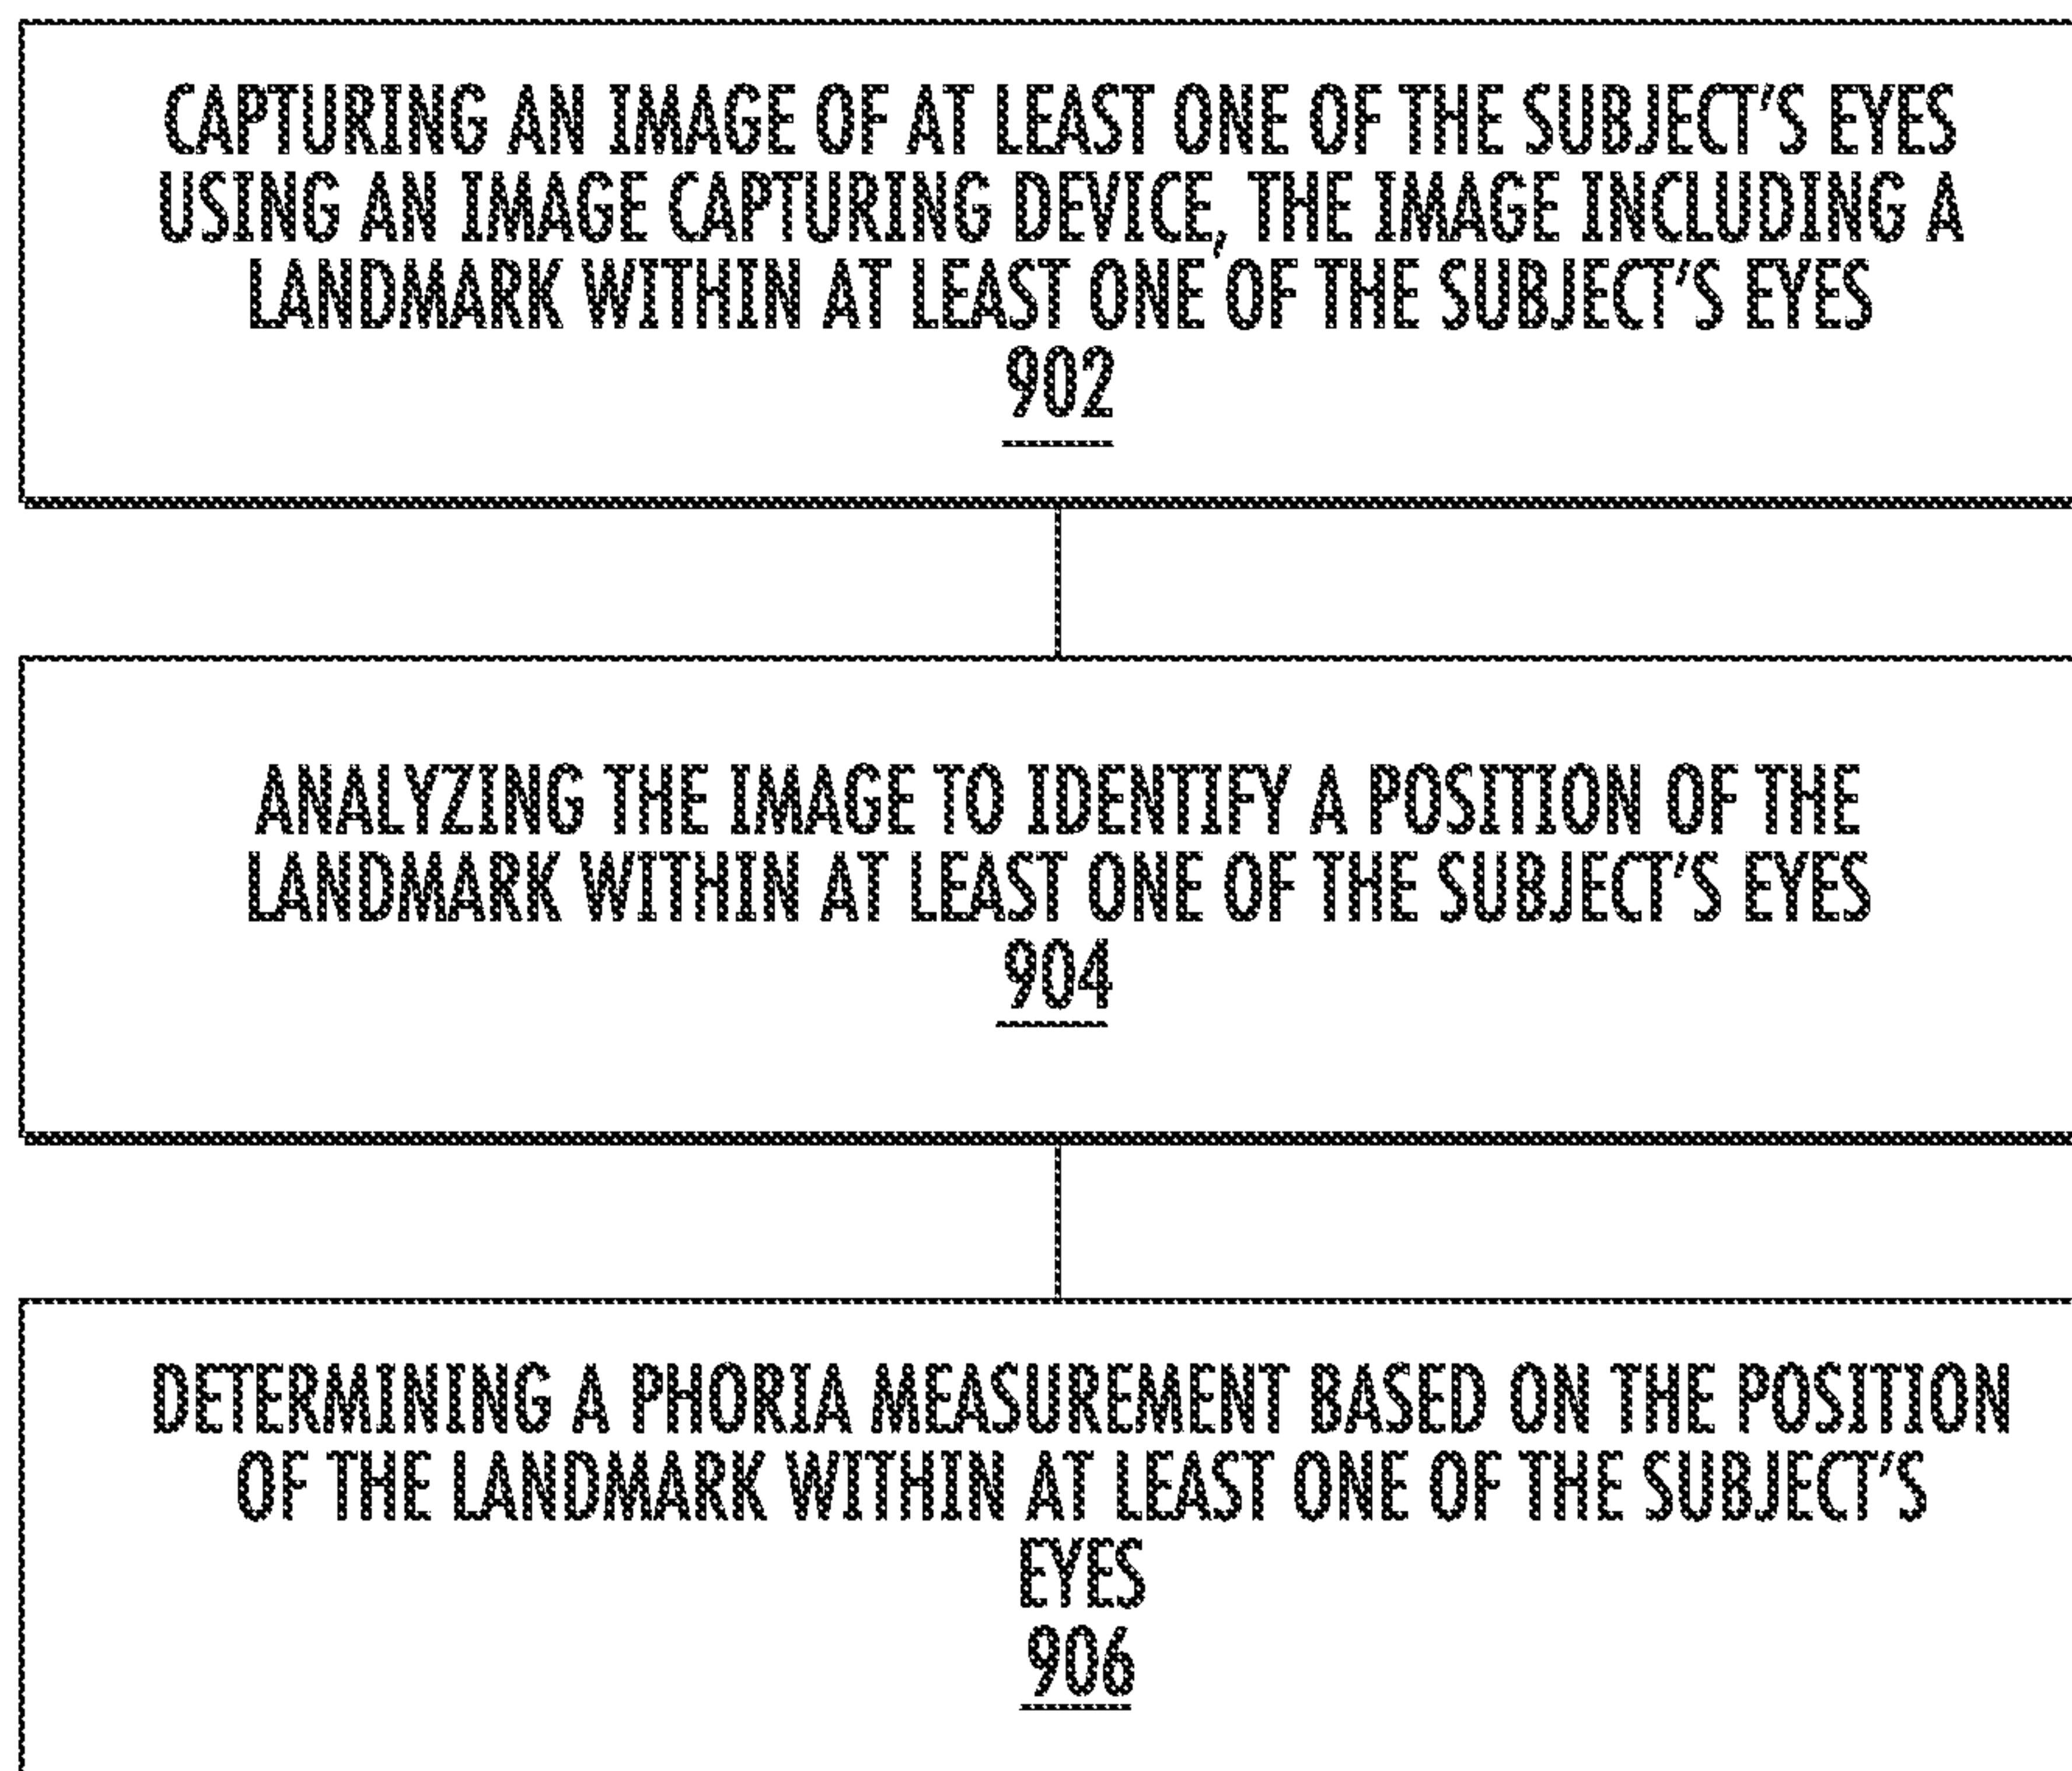 CAPTURING AN IMAGE OF AT LEAST ONE OF THE SUBJECT'S EYES
USING AN IMAGE CAPTURING DEVICE, THE IMAGE INCLUDING A
LANDMARK WITHIN AT LEAST ONE OF THE SUBJECT'S EYES
902
ANALYZING THE IMAGE TO IDENTIFY A POSITION OF THE
LANDMARK WITHIN AT LEAST ONE OF THE SUBJECT'S EYES
904
DETERMINING A PHORIA MEASUREMENT BASED ON THE POSITION
OF THE LANDMARK WITHIN AT LEAST ONE OF THE SUBJECT'S
EYES
906